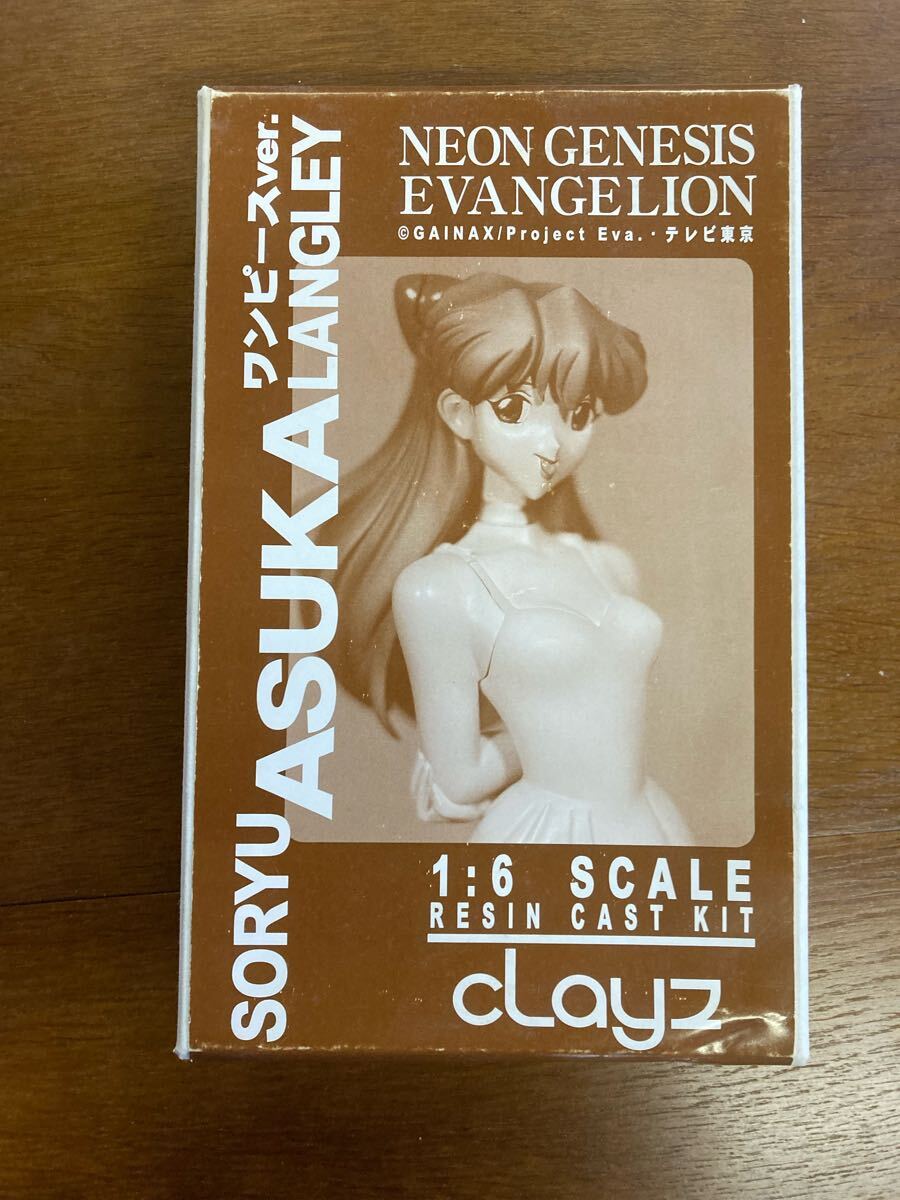 NEON GENESIS
EVANGELION
©GAINAX/Project Eva.・テレビ東京
ワンピースver.
SORYU ASUKA LANGLEY
1:6 SCALE
RESIN CAST KIT
clayz